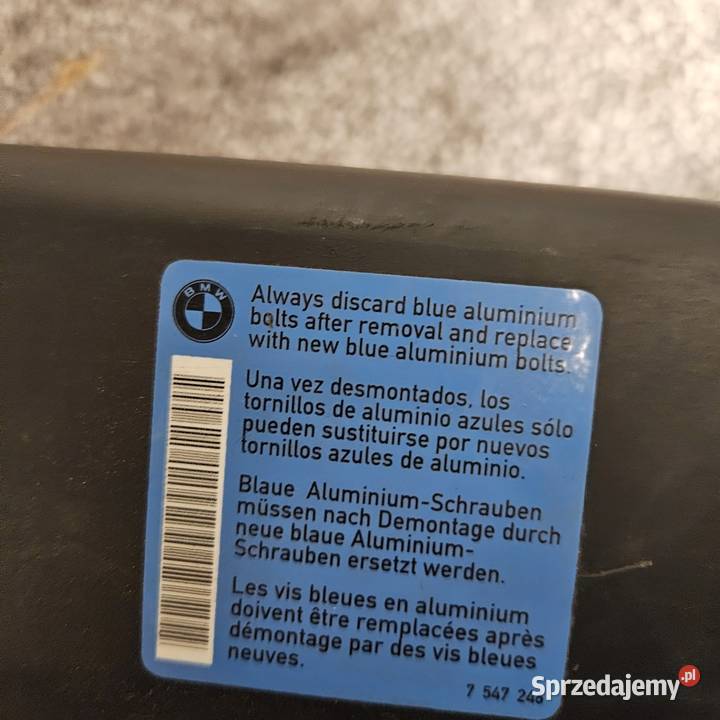 BMW
Always discard blue aluminium
bolts after removal and replace
with new blue aluminium bolts.
Una vez desmontados, los
tornillos de aluminio azules sólo
pueden sustituirse por nuevos
tornillos azules de aluminio.
Blaue Aluminium-Schrauben
müssen nach Demontage durch
neue blaue Aluminium-
Schrauben ersetzt werden.
Les vis bleues en aluminium
doivent être remplacées après
démontage par des vis bleues
neuves.
7 547
Sprzedajemy.pl